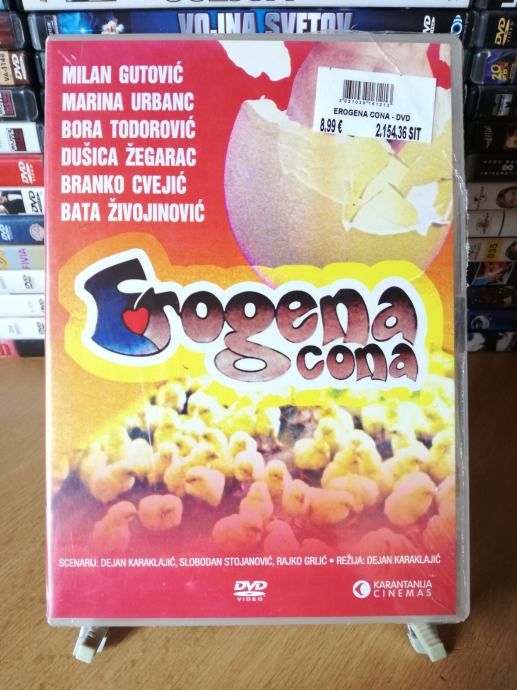 VOJNA SVETOV
MILAN GUTOVIĆ
MARINA URBANC
BORA TODOROVIĆ
DUŠICA ŽEGARAC
BRANKO CVEJIĆ
BATA ŽIVOJINOVIĆ
EROGENA CONA - DVD
8,99 € 2.154,36 SIT
Erogena
cona
SCENARIJ: DEJAN KARAKLAJIĆ, SLOBODAN STOJANOVIĆ, RAJKO GRLIĆ • REŽIJA: DEJAN KARAKLAJIĆ
DVD
VIDEO
KARANTANIJA
CINEMAS